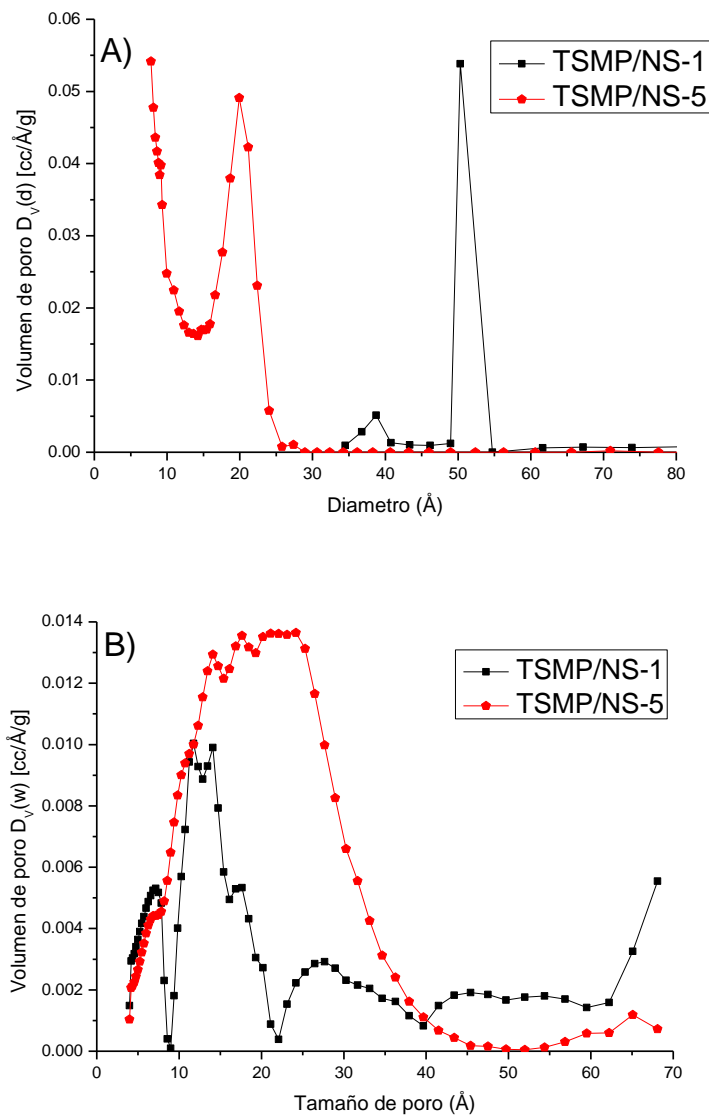 A)
TSMP/NS-1
TSMP/NS-5
Volumen de poro D_V(d) [cc/Å/g]
0.06
0.05
0.04
0.03
0.02
0.01
0.00
0 10 20 30 40 50 60 70 80
Diametro (Å)
B)
TSMP/NS-1
TSMP/NS-5
Volumen de poro D_V(w) [cc/Å/g]
0.014
0.012
0.010
0.008
0.006
0.004
0.002
0.000
0 10 20 30 40 50 60 70
Tamaño de poro (Å)